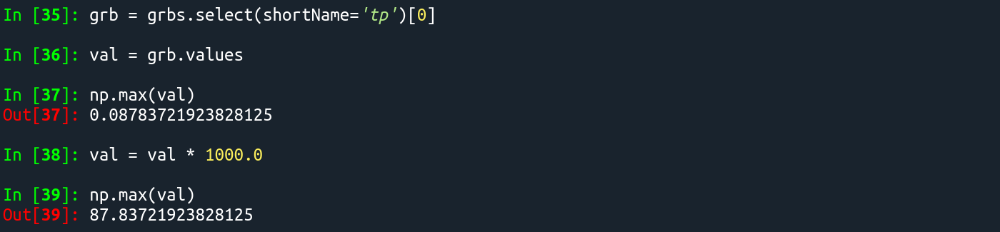 In [35]: grb = grbs.select(shortName='tp')[0]
In [36]: val = grb.values
In [37]: np.max(val)
Out[37]: 0.08783721923828125
In [38]: val = val * 1000.0
In [39]: np.max(val)
Out[39]: 87.83721923828125